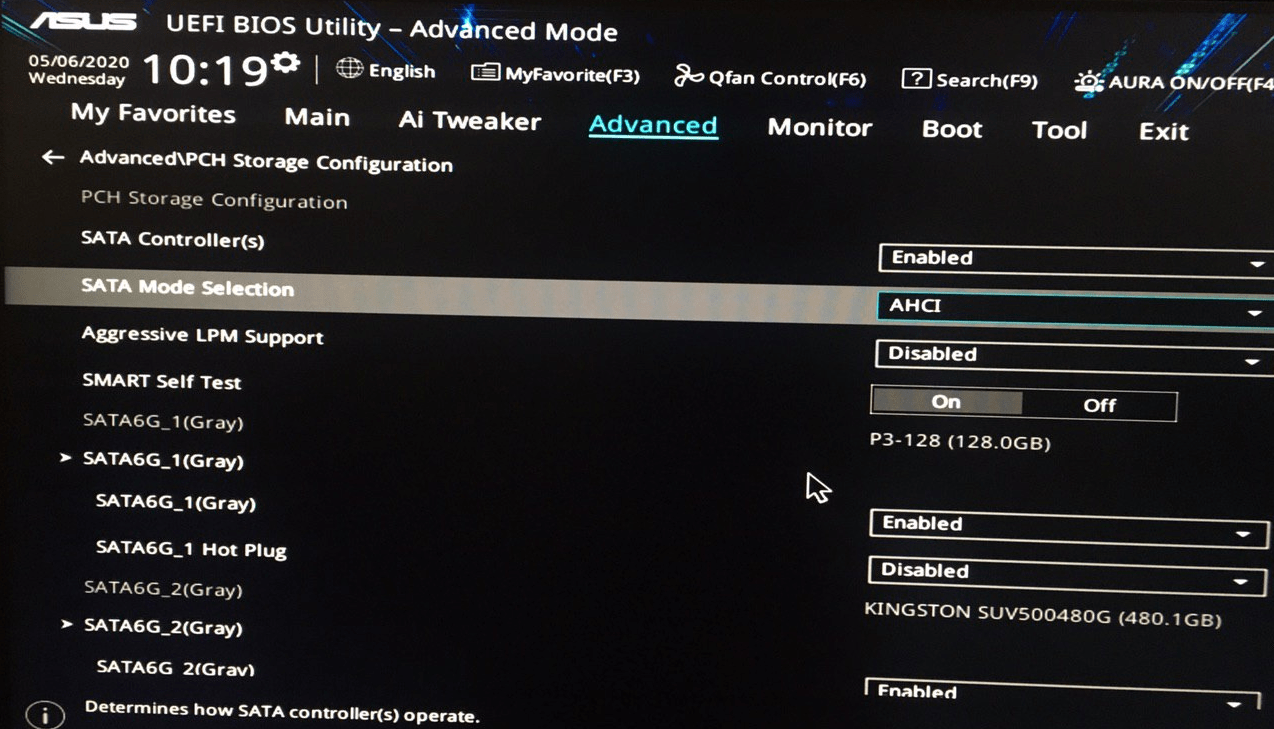 ASUS UEFI BIOS Utility – Advanced Mode
05/06/2020 Wednesday 10:19 English MyFavorite(F3) Qfan Control(F6) ? Search(F9) AURA ON/OFF(F4
My Favorites Main Ai Tweaker Advanced Monitor Boot Tool Exit
← Advanced\PCH Storage Configuration
PCH Storage Configuration
SATA Controller(s) Enabled
SATA Mode Selection AHCI
Aggressive LPM Support Disabled
SMART Self Test On Off
SATA6G_1(Gray) P3-128 (128.0GB)
➤ SATA6G_1(Gray)
SATA6G_1(Gray) Enabled
SATA6G_1 Hot Plug Disabled
SATA6G_2(Gray) KINGSTON SUV500480G (480.1GB)
➤ SATA6G_2(Gray)
SATA6G_2(Gray) Enabled
i Determines how SATA controller(s) operate.